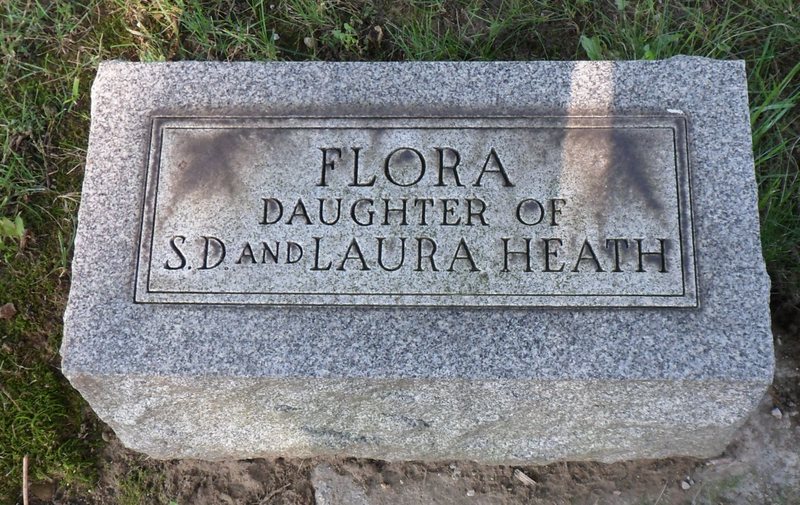 FLORA
DAUGHTER OF
S.D. AND LAURA HEATH